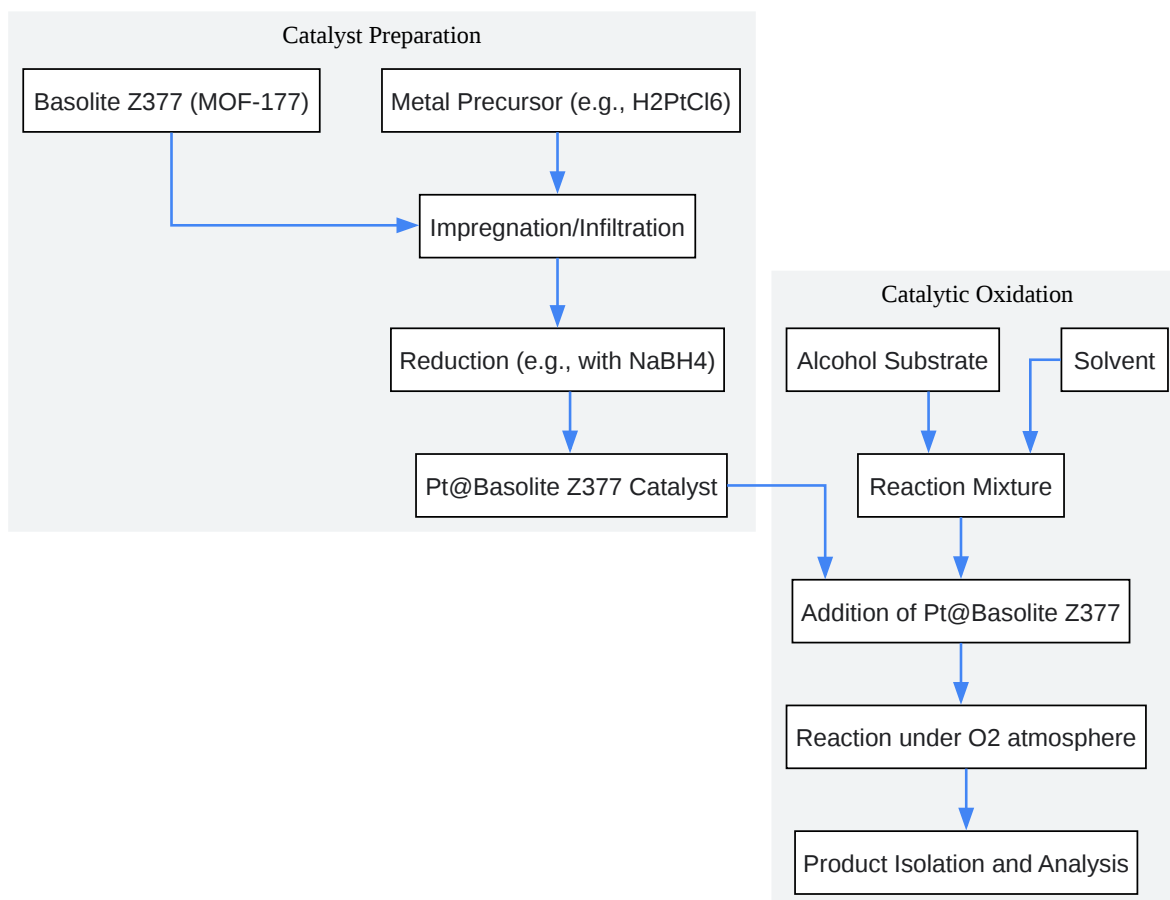 Catalyst Preparation
Basolite Z377 (MOF-177)
Metal Precursor (e.g., H2PtCl6)
Impregnation/Infiltration
Reduction (e.g., with NaBH4)
Pt@Basolite Z377 Catalyst
Catalytic Oxidation
Alcohol Substrate
Solvent
Reaction Mixture
Addition of Pt@Basolite Z377
Reaction under O2 atmosphere
Product Isolation and Analysis